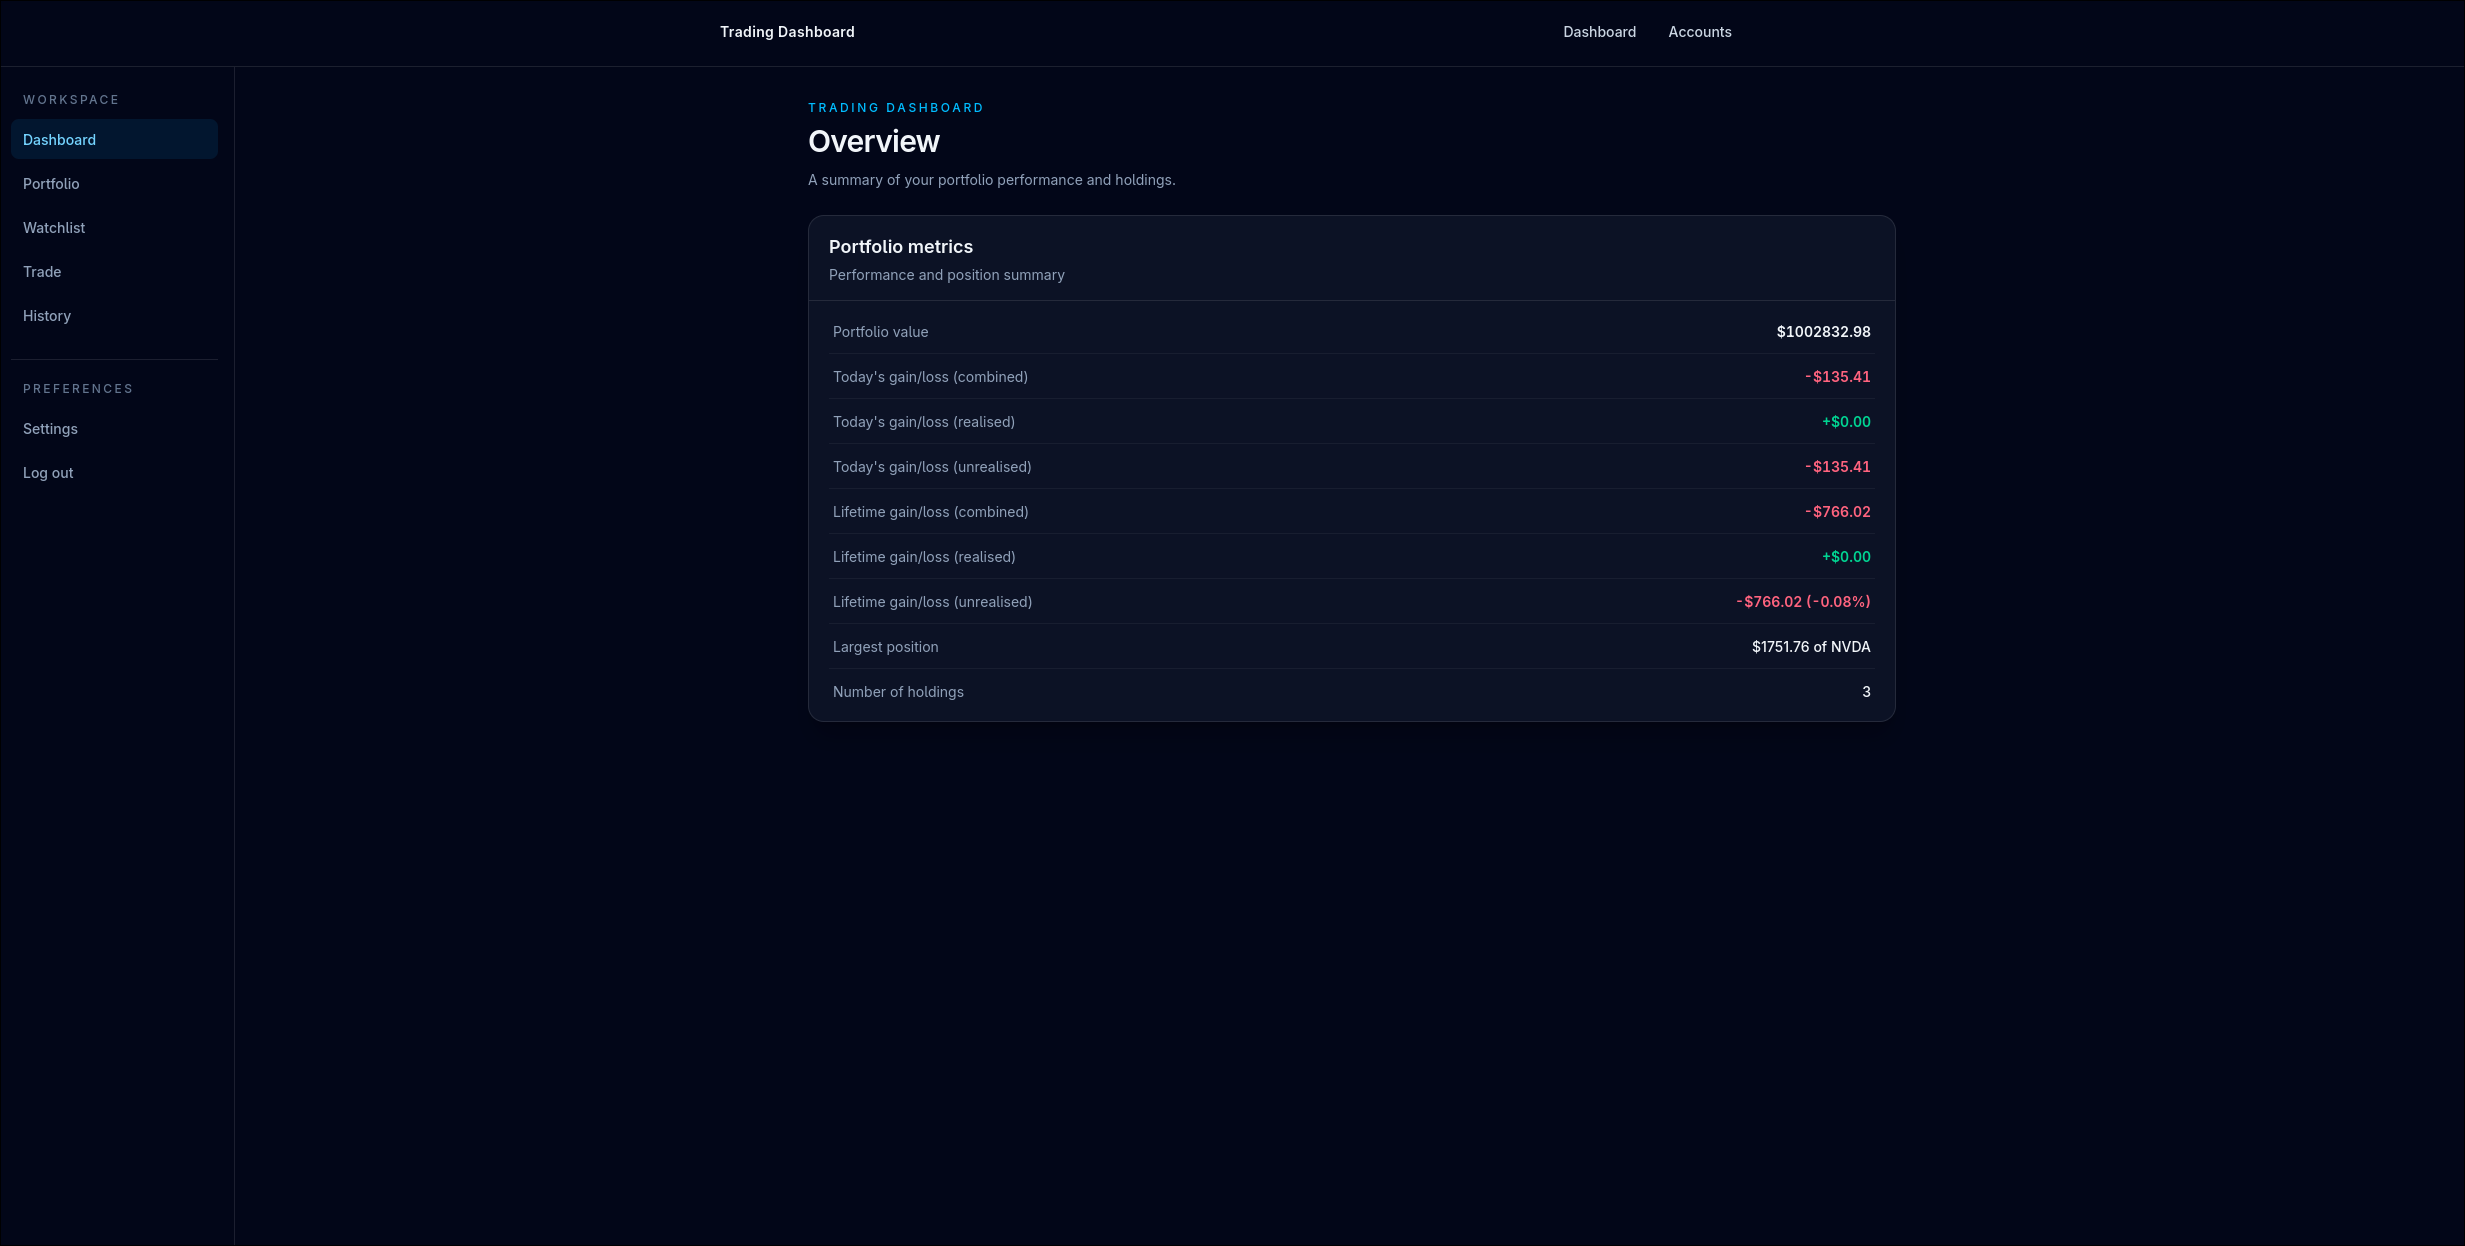 Trading Dashboard
Dashboard Accounts
WORKSPACE
Dashboard
Portfolio
Watchlist
Trade
History
PREFERENCES
Settings
Log out
TRADING DASHBOARD
Overview
A summary of your portfolio performance and holdings.
Portfolio metrics
Performance and position summary
Portfolio value $1002832.98
Today's gain/loss (combined) -$135.41
Today's gain/loss (realised) +$0.00
Today's gain/loss (unrealised) -$135.41
Lifetime gain/loss (combined) -$766.02
Lifetime gain/loss (realised) +$0.00
Lifetime gain/loss (unrealised) -$766.02 (-0.08%)
Largest position $1751.76 of NVDA
Number of holdings 3